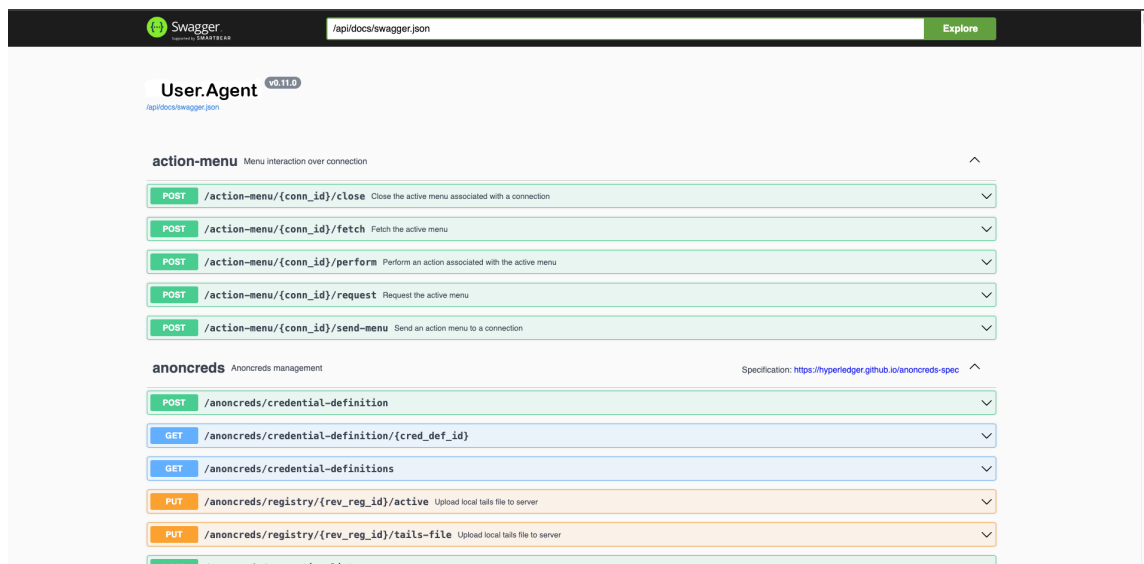 Swagger
Supported by SMARTBEAR
/api/docs/swagger.json
Explore
User.Agent v0.11.0
/api/docs/swagger.json
action-menu Menu interaction over connection
POST /action-menu/{conn_id}/close Close the active menu associated with a connection
POST /action-menu/{conn_id}/fetch Fetch the active menu
POST /action-menu/{conn_id}/perform Perform an action associated with the active menu
POST /action-menu/{conn_id}/request Request the active menu
POST /action-menu/{conn_id}/send-menu Send an action menu to a connection
anoncreds Anoncreds management Specification: https://hyperledger.github.io/anoncreds-spec
POST /anoncreds/credential-definition
GET /anoncreds/credential-definition/{cred_def_id}
GET /anoncreds/credential-definitions
PUT /anoncreds/registry/{rev_reg_id}/active Upload local tails file to server
PUT /anoncreds/registry/{rev_reg_id}/tails-file Upload local tails file to server